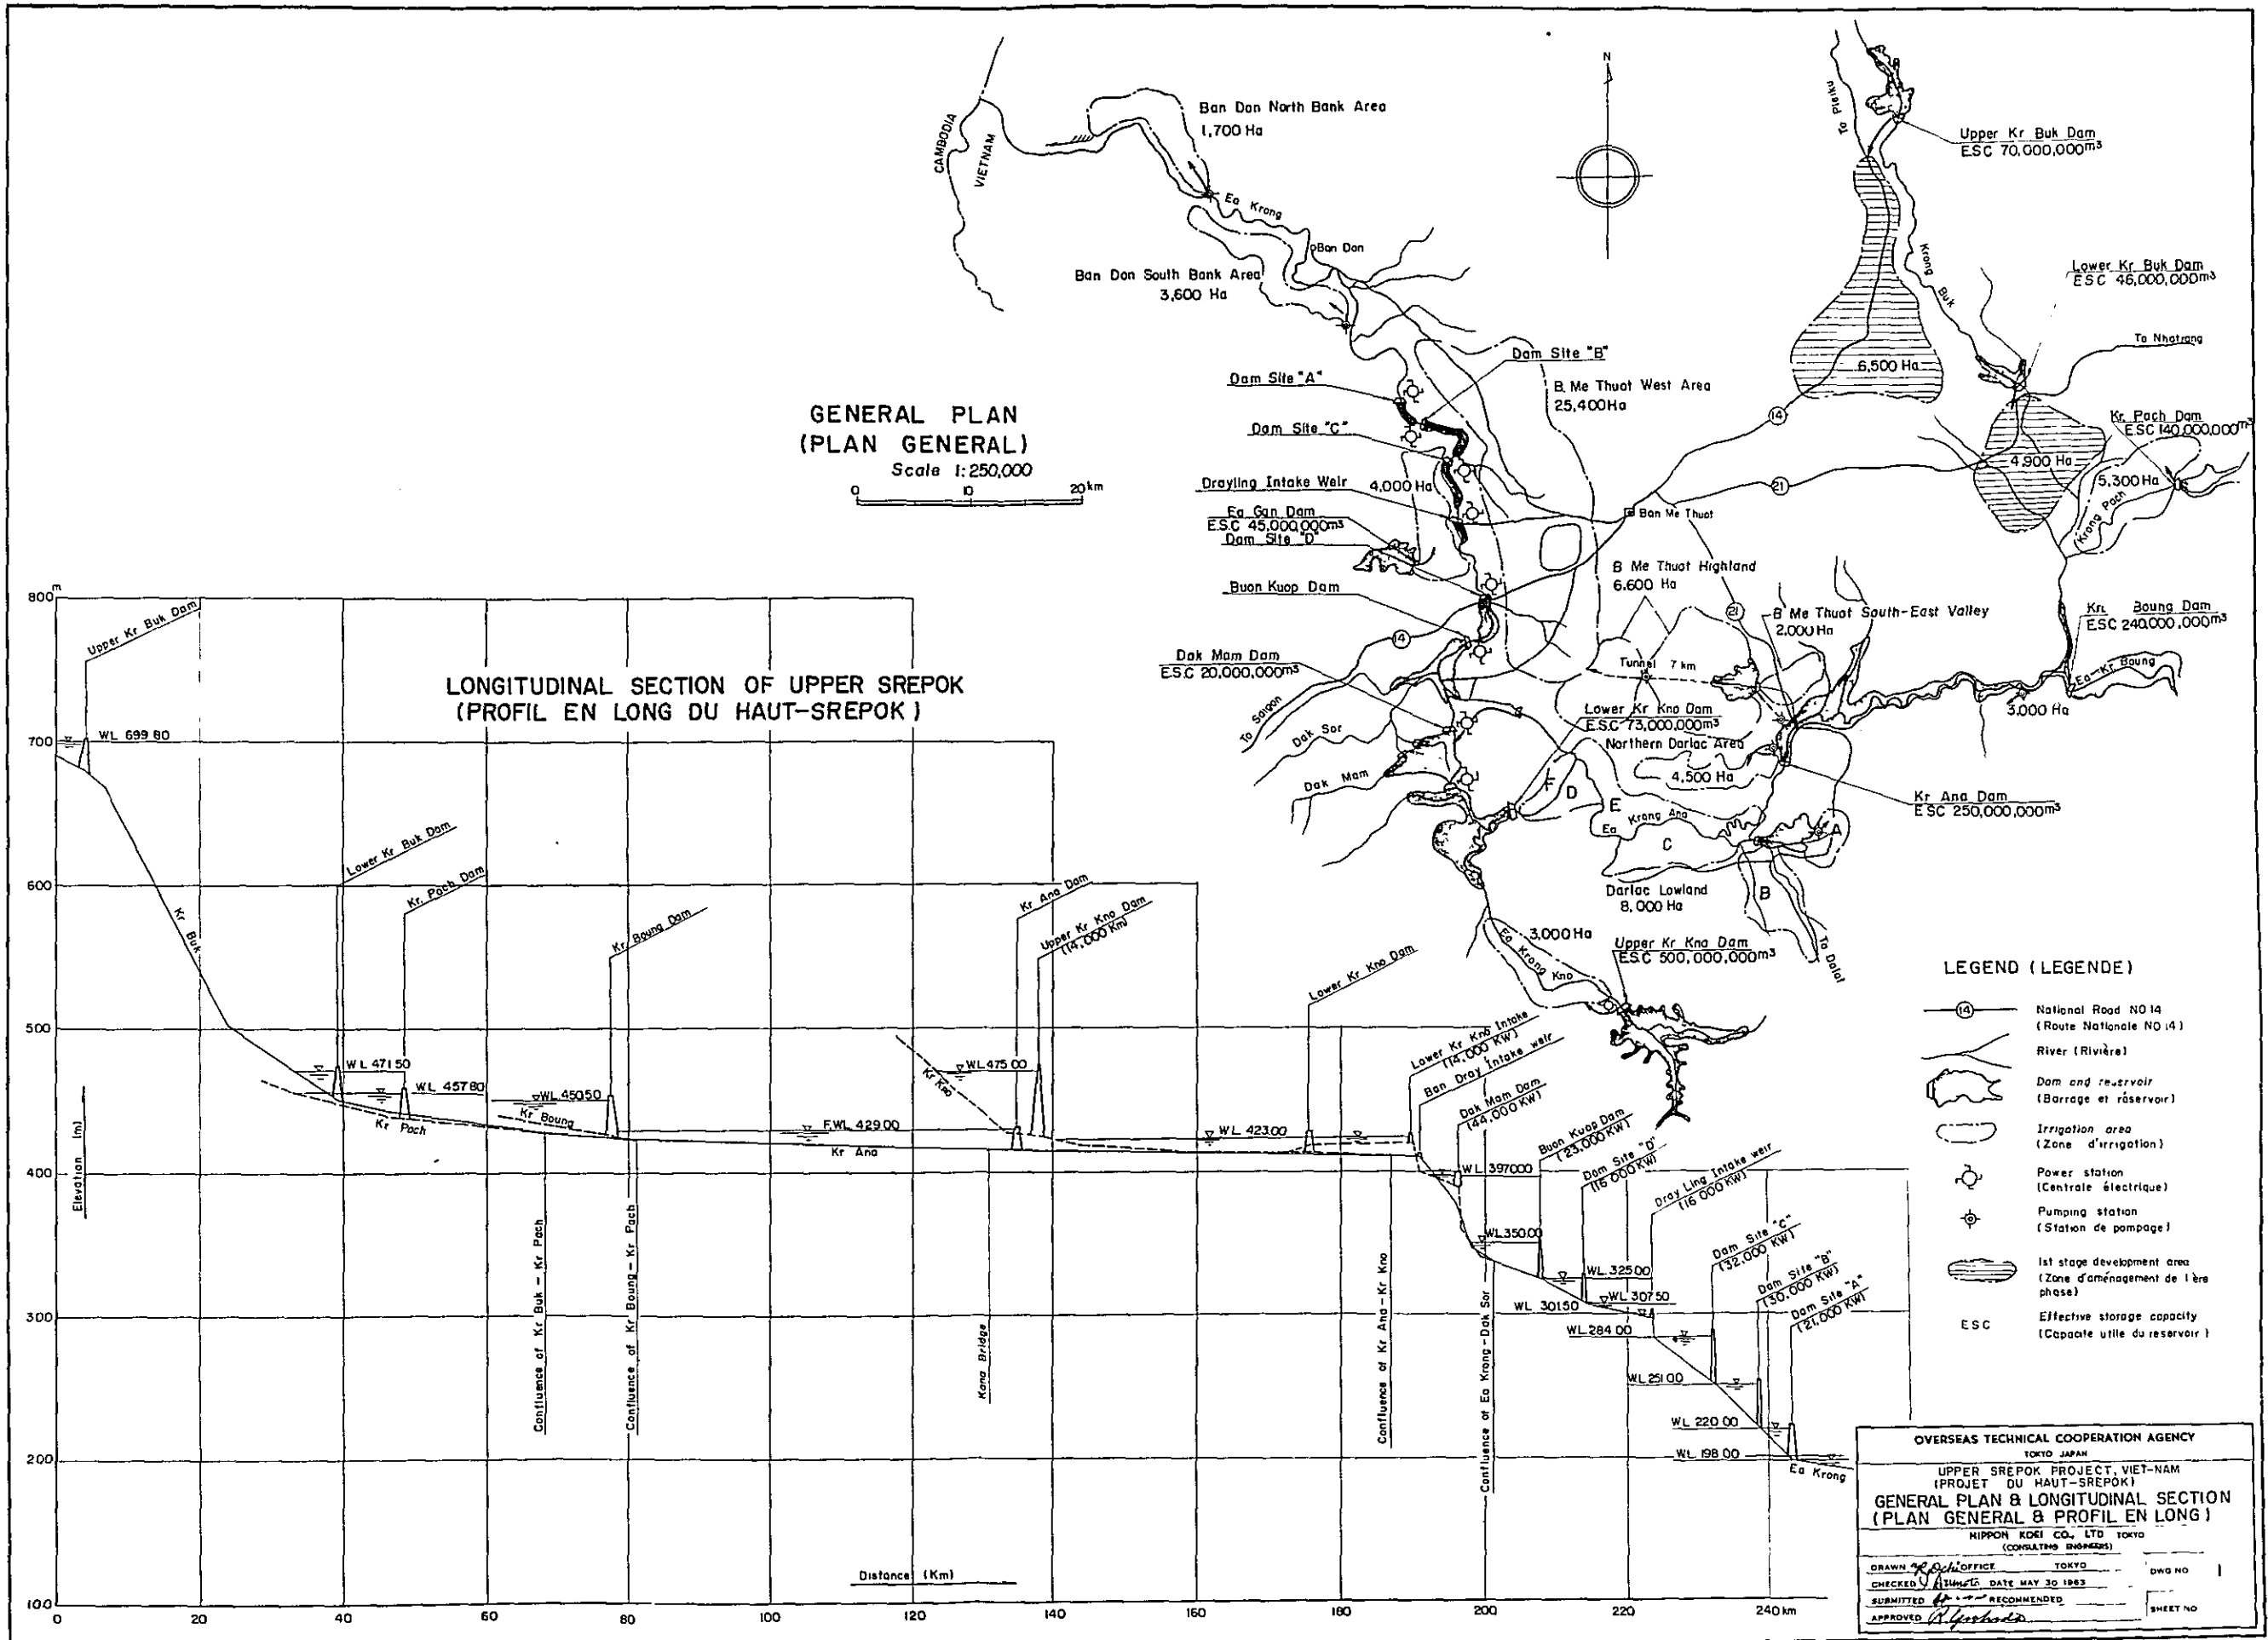 CAMBODIA
VIETNAM
Ban Don North Bank Area
1,700 Ha
Ea Krong
Ban Don
Ban Don South Bank Area
3,600 Ha
N
To Pleiku
Upper Kr Buk Dam
ESC 70,000,000m³
Krong Buk
Lower Kr Buk Dam
ESC 46,000,000m³
To Nhatrang
6,500 Ha
Dam Site "B"
Dam Site "A"
B. Me Thuot West Area
25,400Ha
14
Kr Pach Dam
ESC 140,000,000m³
Dam Site "C"
4,900 Ha
5,300 Ha
Krong Pach
Drayling Intake Weir
4,000 Ha
21
Ea Gan Dam
E.S.C 45,000,000m³
Dam Site "D"
Ban Me Thuot
Buon Kuop Dam
B Me Thuot Highland
6.600 Ha
21
B Me Thuot South-East Valley
2.000 Ha
Boung Dam
ESC 240,000,000m³
14
Dak Mam Dam
E.S.C 20,000,000m³
Tunnel 7 km
Ea-Kr Boung
3,000 Ha
To Saigon
Dak Sor
Dak Mam
Lower Kr Kno Dam
E.S.C 73,000,000m³
Northern Darlac Area
4,500 Ha
Kr Ana Dam
ESC 250,000,000m³
F
D
E
Ea Krong Ana
C
A
B
Darlac Lowland
8,000 Ha
To Dalat
3,000 Ha
Ea Krong Kno
Upper Kr Kno Dam
ESC 500,000,000m³
GENERAL PLAN
(PLAN GENERAL)
Scale 1:250,000
0 10 20km
LONGITUDINAL SECTION OF UPPER SREPOK
(PROFIL EN LONG DU HAUT-SREPOK)
800m
700
600
500
400
300
200
100
Elevation (m)
Upper Kr Buk Dam
WL 699 80
Kr Buk
Lower Kr Buk Dam
Kr. Pach Dam
WL 471 50
WL 457 80
Kr Pach
Kr Boung Dam
WL 450 50
Kr Boung
F.WL 429 00
Kr Ana
Kr Ana Dam
Upper Kr Kno Dam
(14,000 Km)
Kr Kno
WL 475 00
Lower Kr Kno Dam
WL 423.00
Lower Kr Kno Intake
(14,000 KW)
Ban Dray Intake weir
Dak Mam Dam
(44,000 KW)
WL 397000
Buon Kuop Dam
(23,000 KW)
WL 350.00
Dam Site "D"
(16 000 KW)
WL. 325 00
Dray Ling Intake weir
(16 000 KW)
WL 307 50
WL 301 50
Dam Site "C"
(32,000 KW)
WL. 284 00
Dam Site "B"
(30,000 KW)
WL 251 00
Dam Site "A"
(21,000 KW)
WL 220 00
WL 198 00
Ea Krong
Confluence of Kr Buk - Kr Pach
Confluence of Kr Boung - Kr Pach
Kana Bridge
Confluence of Kr Ana - Kr Kno
Confluence of Ea Krong - Dak Sor
Distance (Km)
0 20 40 60 80 100 120 140 160 180 200 220 240 km
LEGEND (LEGENDE)
14
National Road NO 14
(Route Nationale NO 14)
River (Rivière)
Dam and reservoir
(Barrage et réservoir)
Irrigation area
(Zone d'irrigation)
Power station
(Centrale électrique)
Pumping station
(Station de pompage)
1st stage development area
(Zone d'aménagement de 1 ère
phase)
ESC
Effective storage capacity
(Capacite utile du reservoir)
OVERSEAS TECHNICAL COOPERATION AGENCY
TOKYO JAPAN
UPPER SREPOK PROJECT, VIET-NAM
(PROJET DU HAUT-SREPOK)
GENERAL PLAN & LONGITUDINAL SECTION
(PLAN GENERAL & PROFIL EN LONG)
NIPPON KOEI CO., LTD TOKYO
(CONSULTING ENGINEERS)
DRAWN OFFICE TOKYO
DWG NO 1
CHECKED DATE MAY 30 1963
SUBMITTED RECOMMENDED
SHEET NO
APPROVED